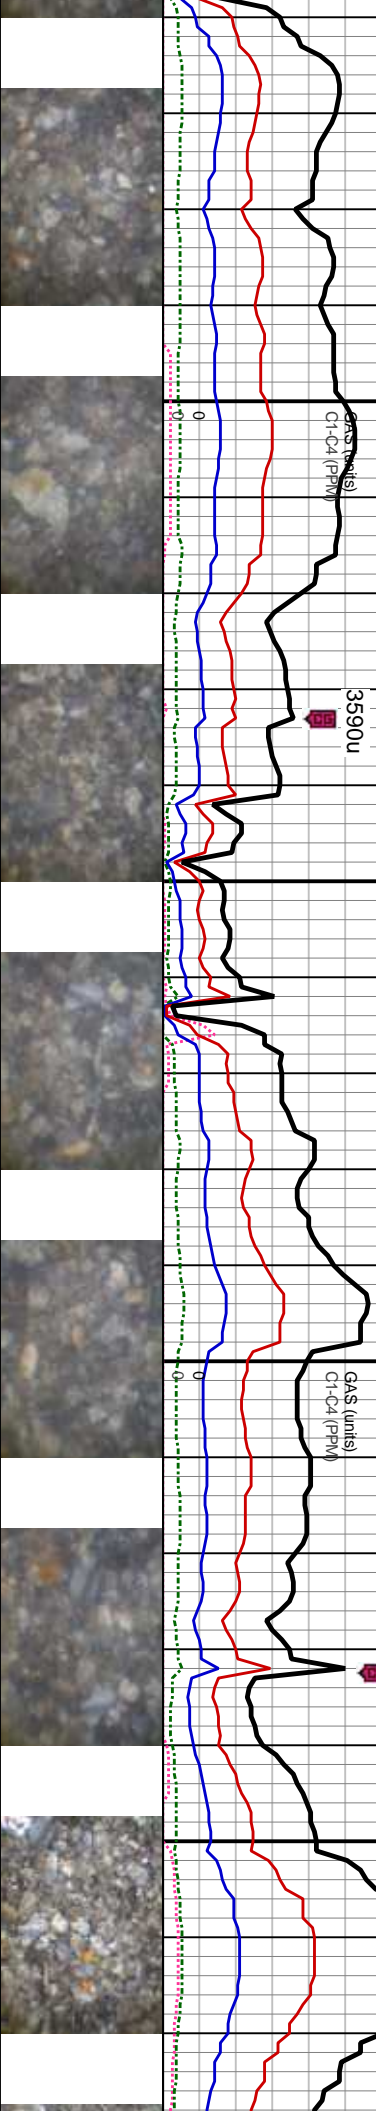 GAS (units)
C1-C4 (PPM)
0
0
3590u
GAS (units)
C1-C4 (PPM)
0
0